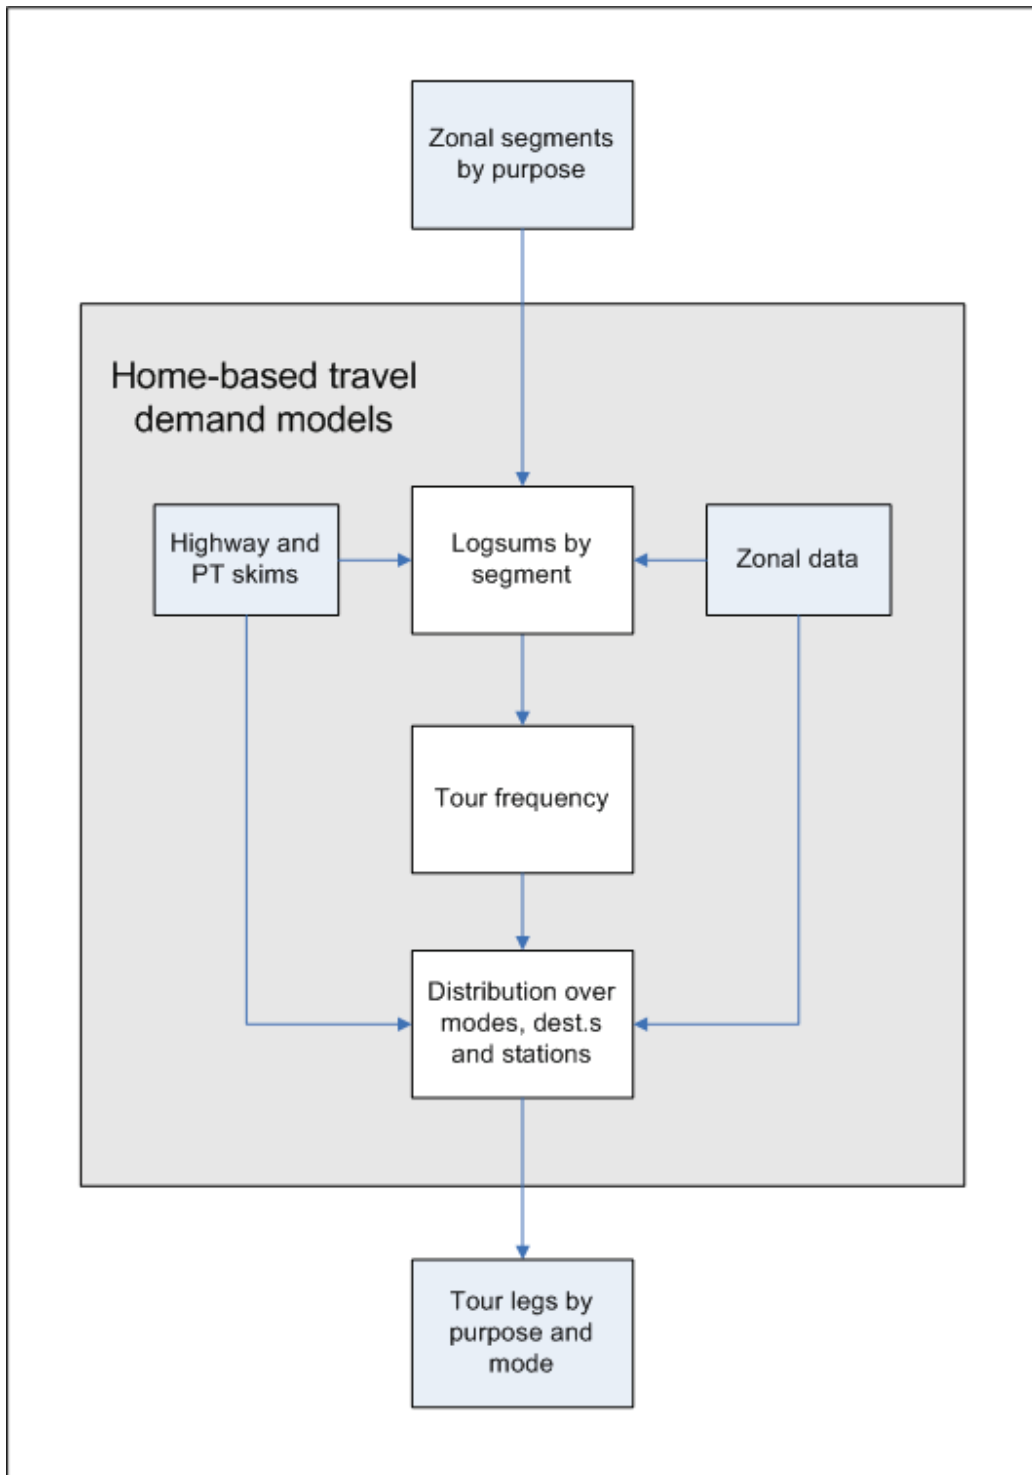 Zonal segments
by purpose
Home-based travel
demand models
Highway and
PT skims
Logsums by
segment
Zonal data
Tour frequency
Distribution over
modes, dest.s
and stations
Tour legs by
purpose and
mode